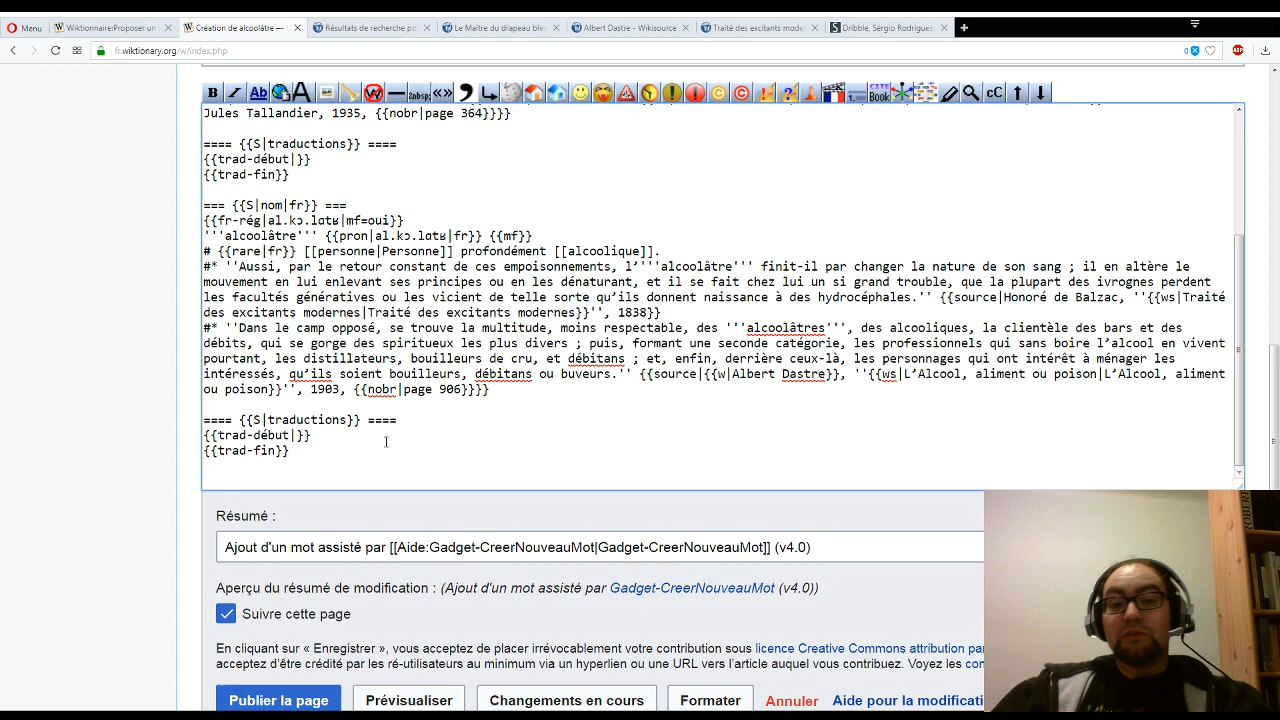 Menu
Wiktionnaire:Proposer un
Création de alcoolâtre —
Résultats de recherche po
Le Maître du drapeau bleu
Albert Dastre — Wikisource
Traité des excitants moder
Dribble, Sérgio Rodrigues,
fr.wiktionary.org/w/index.php
0
ABP
B I Ab A &nbsp; «» CITE Book cC
Jules Tallandier, 1935, {{nobr|page 364}}}}
==== {{S|traductions}} ====
{{trad-début|}}
{{trad-fin}}
=== {{S|nom|fr}} ===
{{fr-rég|al.kɔ.lɑtʁ|mf=oui}}
'''alcoolâtre''' {{pron|al.kɔ.lɑtʁ|fr}} {{mf}}
# {{rare|fr}} [[personne|Personne]] profondément [[alcoolique]].
#* ''Aussi, par le retour constant de ces empoisonnements, l’'''alcoolâtre''' finit-il par changer la nature de son sang ; il en altère le
mouvement en lui enlevant ses principes ou en les dénaturant, et il se fait chez lui un si grand trouble, que la plupart des ivrognes perdent
les facultés génératives ou les vicient de telle sorte qu’ils donnent naissance à des hydrocéphales.'' {{source|Honoré de Balzac, ''{{ws|Traité
des excitants modernes|Traité des excitants modernes}}'', 1838}}
#* ''Dans le camp opposé, se trouve la multitude, moins respectable, des '''alcoolâtres''', des alcooliques, la clientèle des bars et des
débits, qui se gorge des spiritueux les plus divers ; puis, formant une seconde catégorie, les professionnels qui sans boire l’alcool en vivent
pourtant, les distillateurs, bouilleurs de cru, et débitans ; et, enfin, derrière ceux-là, les personnages qui ont intérêt à ménager les
intéressés, qu’ils soient bouilleurs, débitans ou buveurs.'' {{source|{{w|Albert Dastre}}, ''{{ws|L’Alcool, aliment ou poison|L’Alcool, aliment
ou poison}}'', 1903, {{nobr|page 906}}}}
==== {{S|traductions}} ====
{{trad-début|}}
{{trad-fin}}
Résumé :
Ajout d'un mot assisté par [[Aide:Gadget-CreerNouveauMot|Gadget-CreerNouveauMot]] (v4.0)
Aperçu du résumé de modification : (Ajout d'un mot assisté par Gadget-CreerNouveauMot (v4.0))
Suivre cette page
En cliquant sur « Enregistrer », vous acceptez de placer irrévocablement votre contribution sous licence Creative Commons attribution par
acceptez d’être crédité par les ré-utilisateurs au minimum via un hyperlien ou une URL vers l’article auquel vous contribuez. Voyez les con
Publier la page
Prévisualiser
Changements en cours
Formater
Annuler
Aide pour la modificati